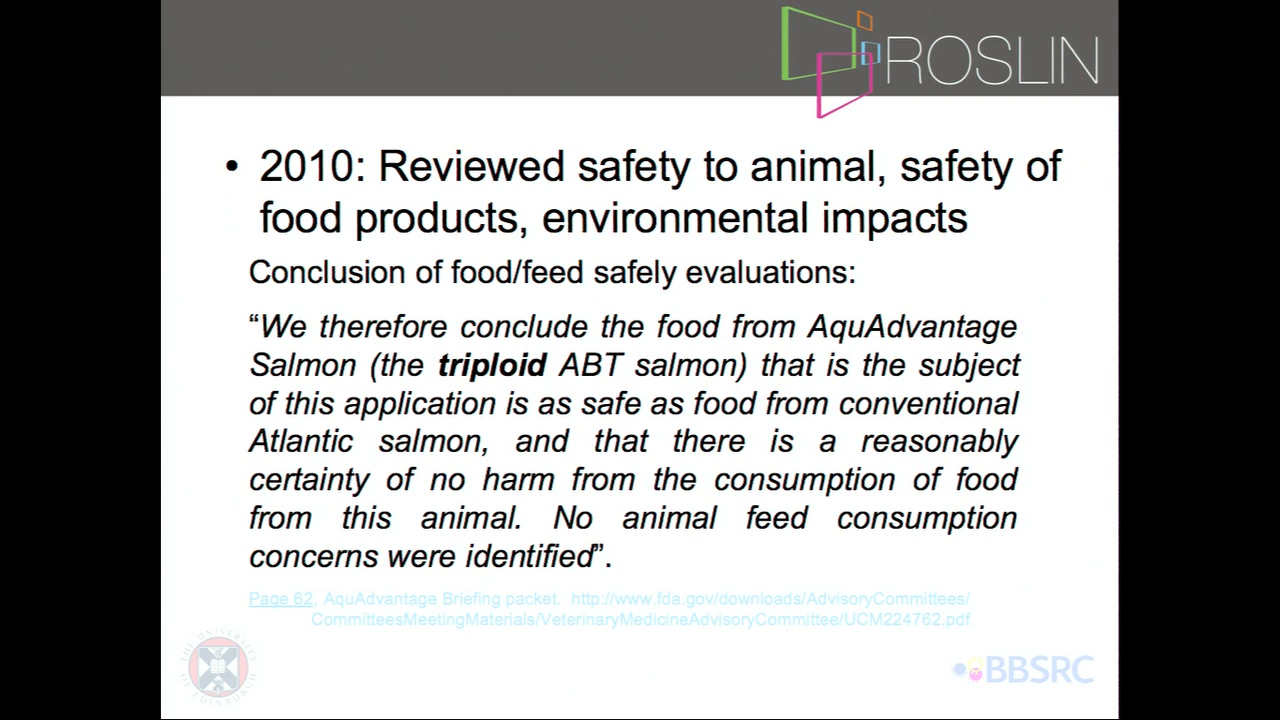 ROSLIN
• 2010: Reviewed safety to animal, safety of
food products, environmental impacts
Conclusion of food/feed safely evaluations:
“We therefore conclude the food from AquAdvantage
Salmon (the triploid ABT salmon) that is the subject
of this application is as safe as food from conventional
Atlantic salmon, and that there is a reasonably
certainty of no harm from the consumption of food
from this animal. No animal feed consumption
concerns were identified”.
Page 62, AquAdvantage Briefing packet. http://www.fda.gov/downloads/AdvisoryCommittees/
CommitteesMeetingMaterials/VeterinaryMedicineAdvisoryCommittee/UCM224762.pdf
THE UNIVERSITY
OF EDINBURGH
BBSRC